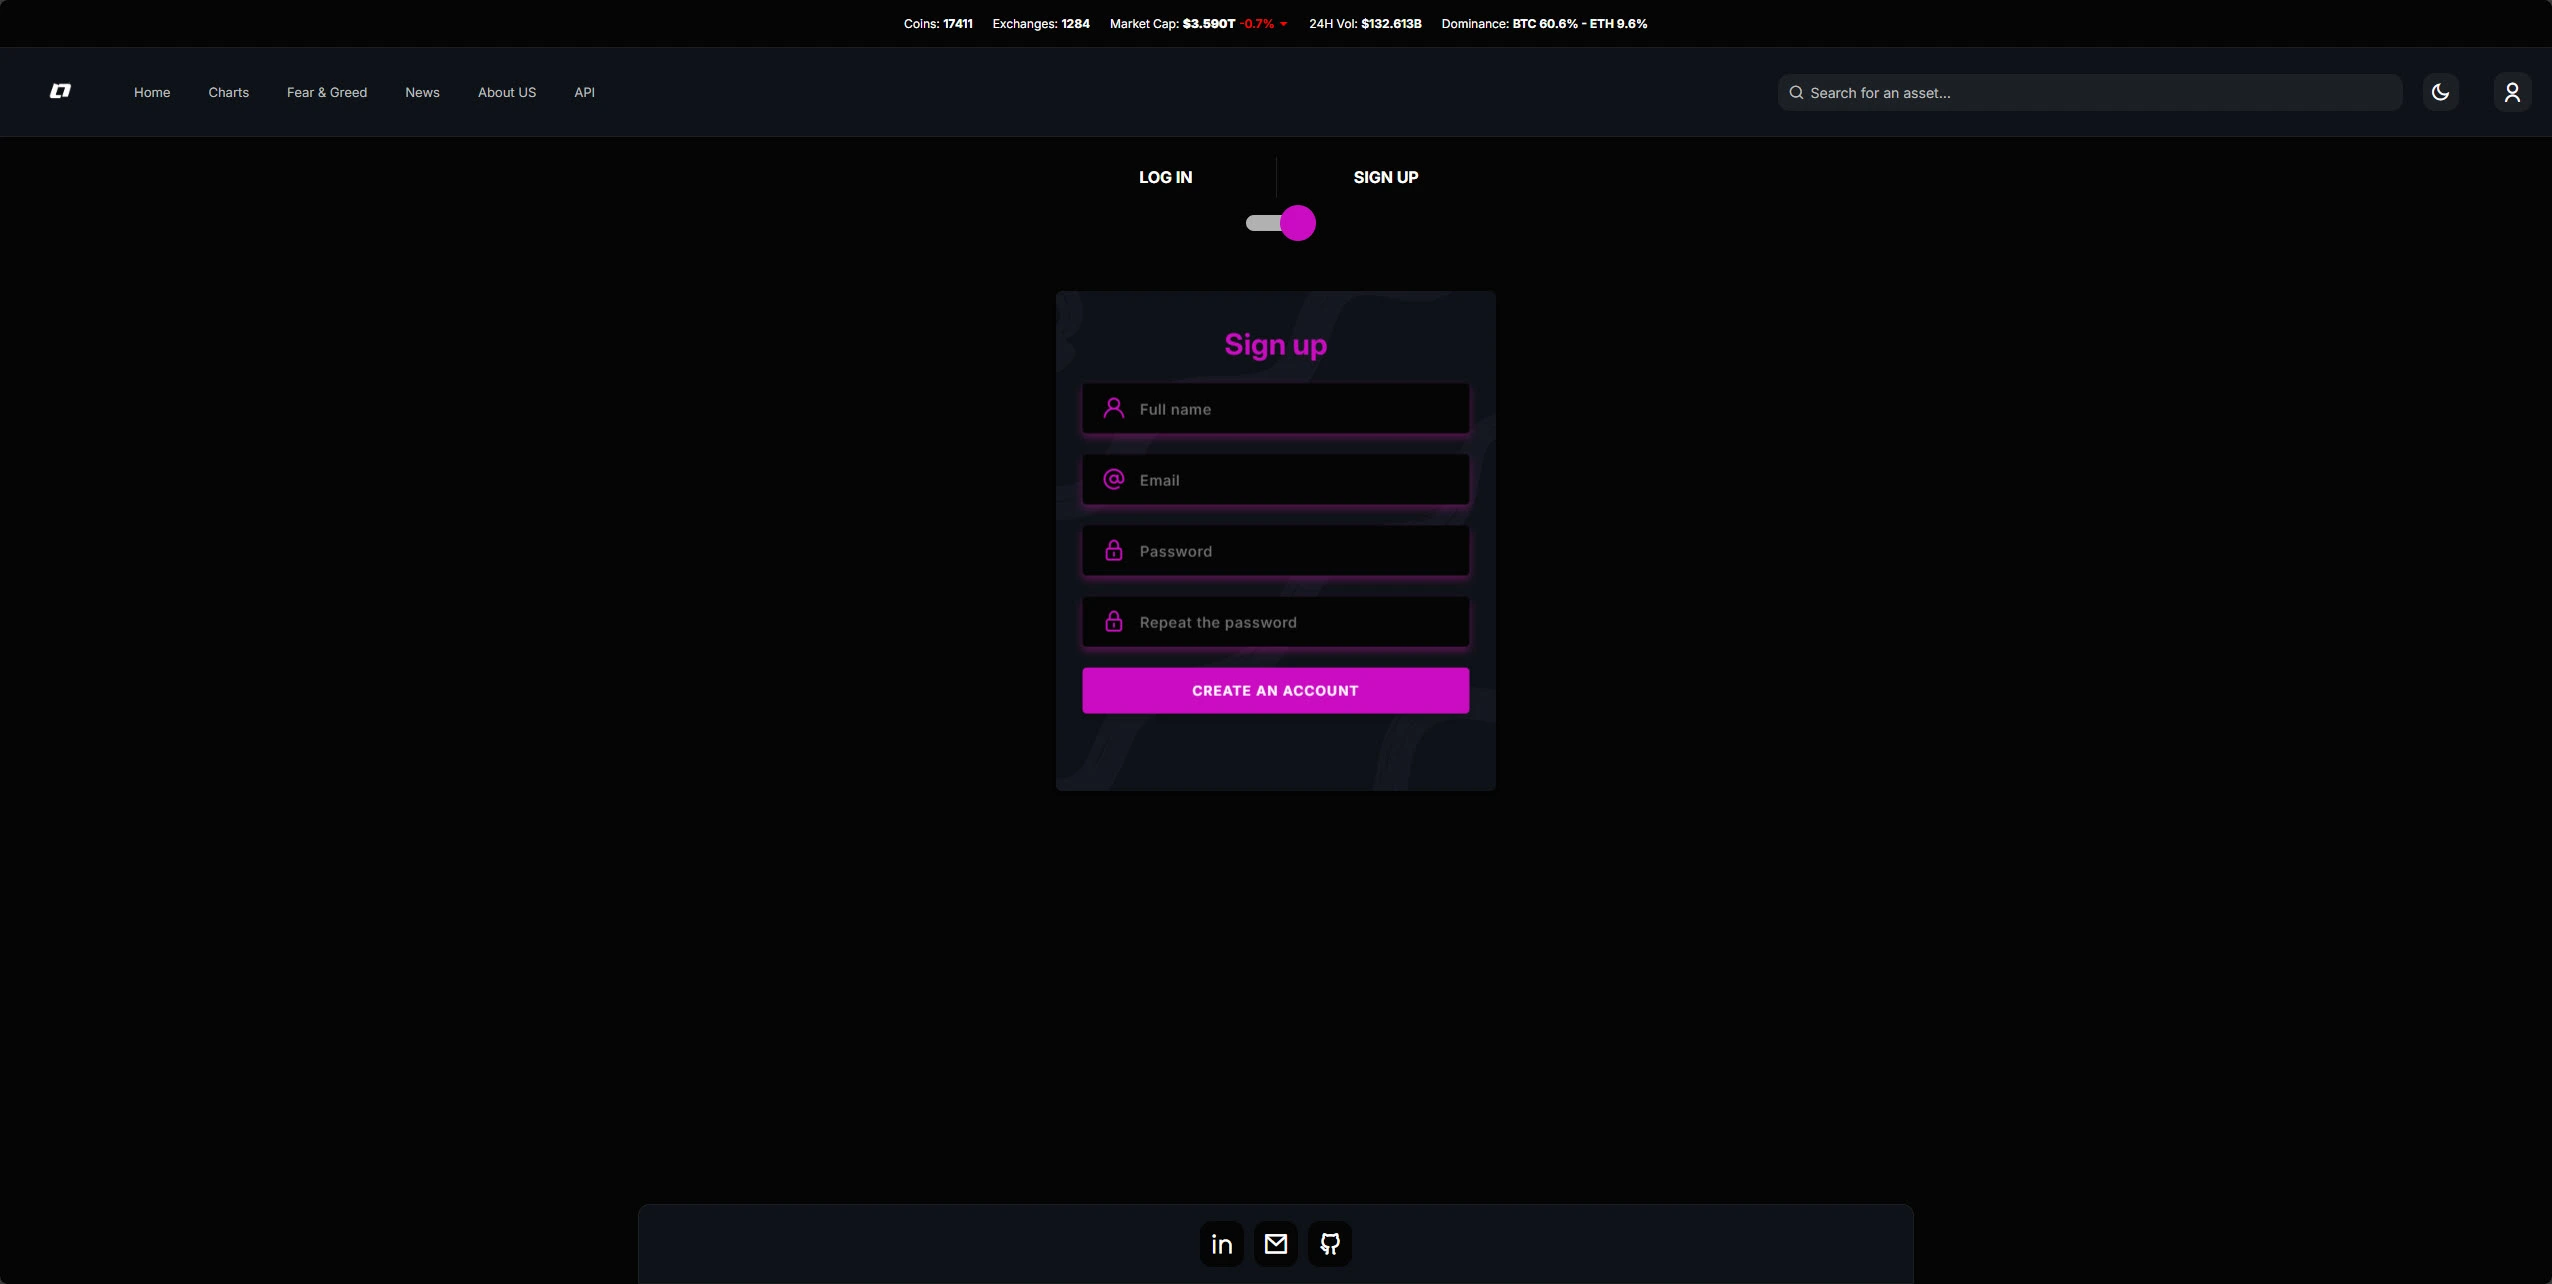 Coins: 17411 Exchanges: 1284 Market Cap: $3.590T -0.7% 24H Vol: $132.613B Dominance: BTC 60.6% - ETH 9.6%
Home Charts Fear & Greed News About US API Search for an asset...
LOG IN SIGN UP
Sign up
Full name
Email
Password
Repeat the password
CREATE AN ACCOUNT
in